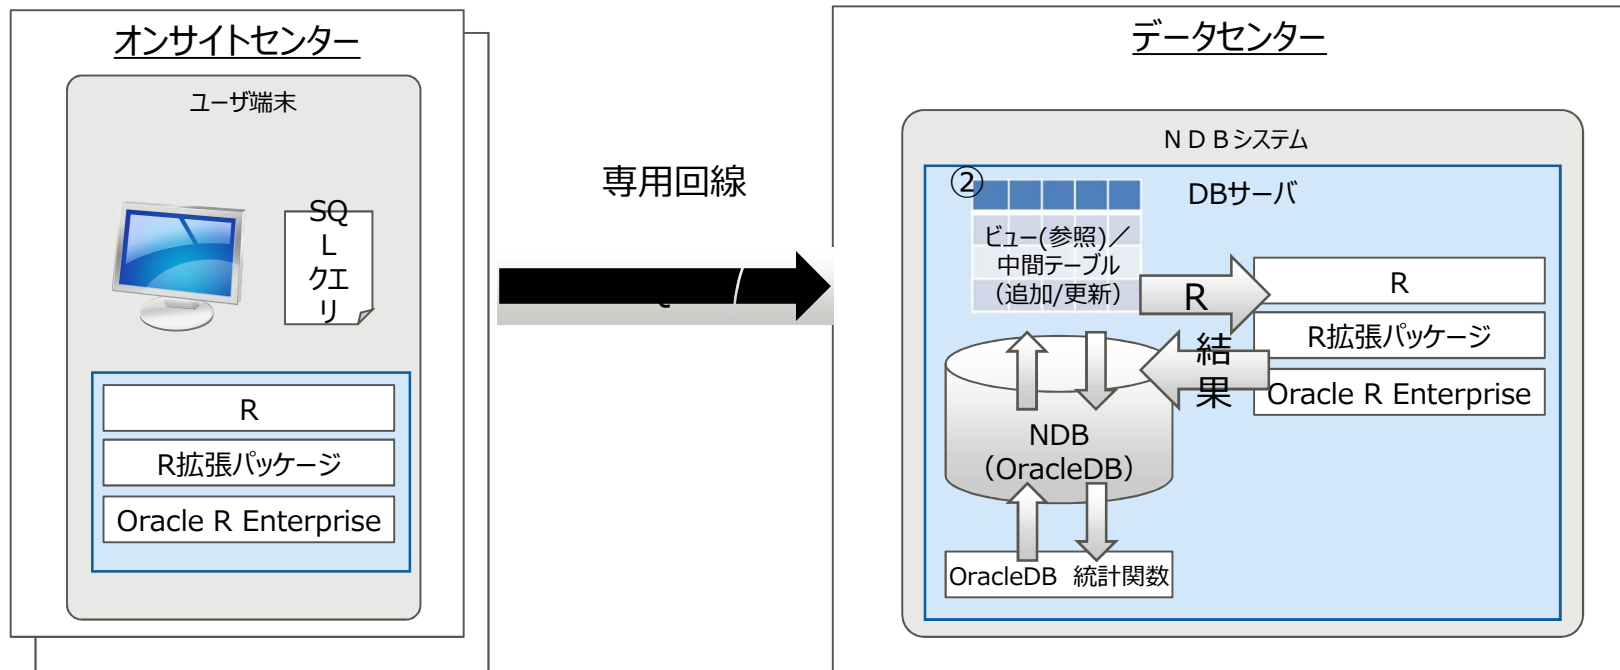 オンサイトセンター
ユーザ端末
SQ
L
クエ
リ
R
R拡張パッケージ
Oracle R Enterprise
専用回線
データセンター
ＮＤＢシステム
DBサーバ
②
ビュー(参照)／
中間テーブル
（追加/更新）
R
結
果
R
R拡張パッケージ
Oracle R Enterprise
NDB
（OracleDB）
OracleDB 統計関数